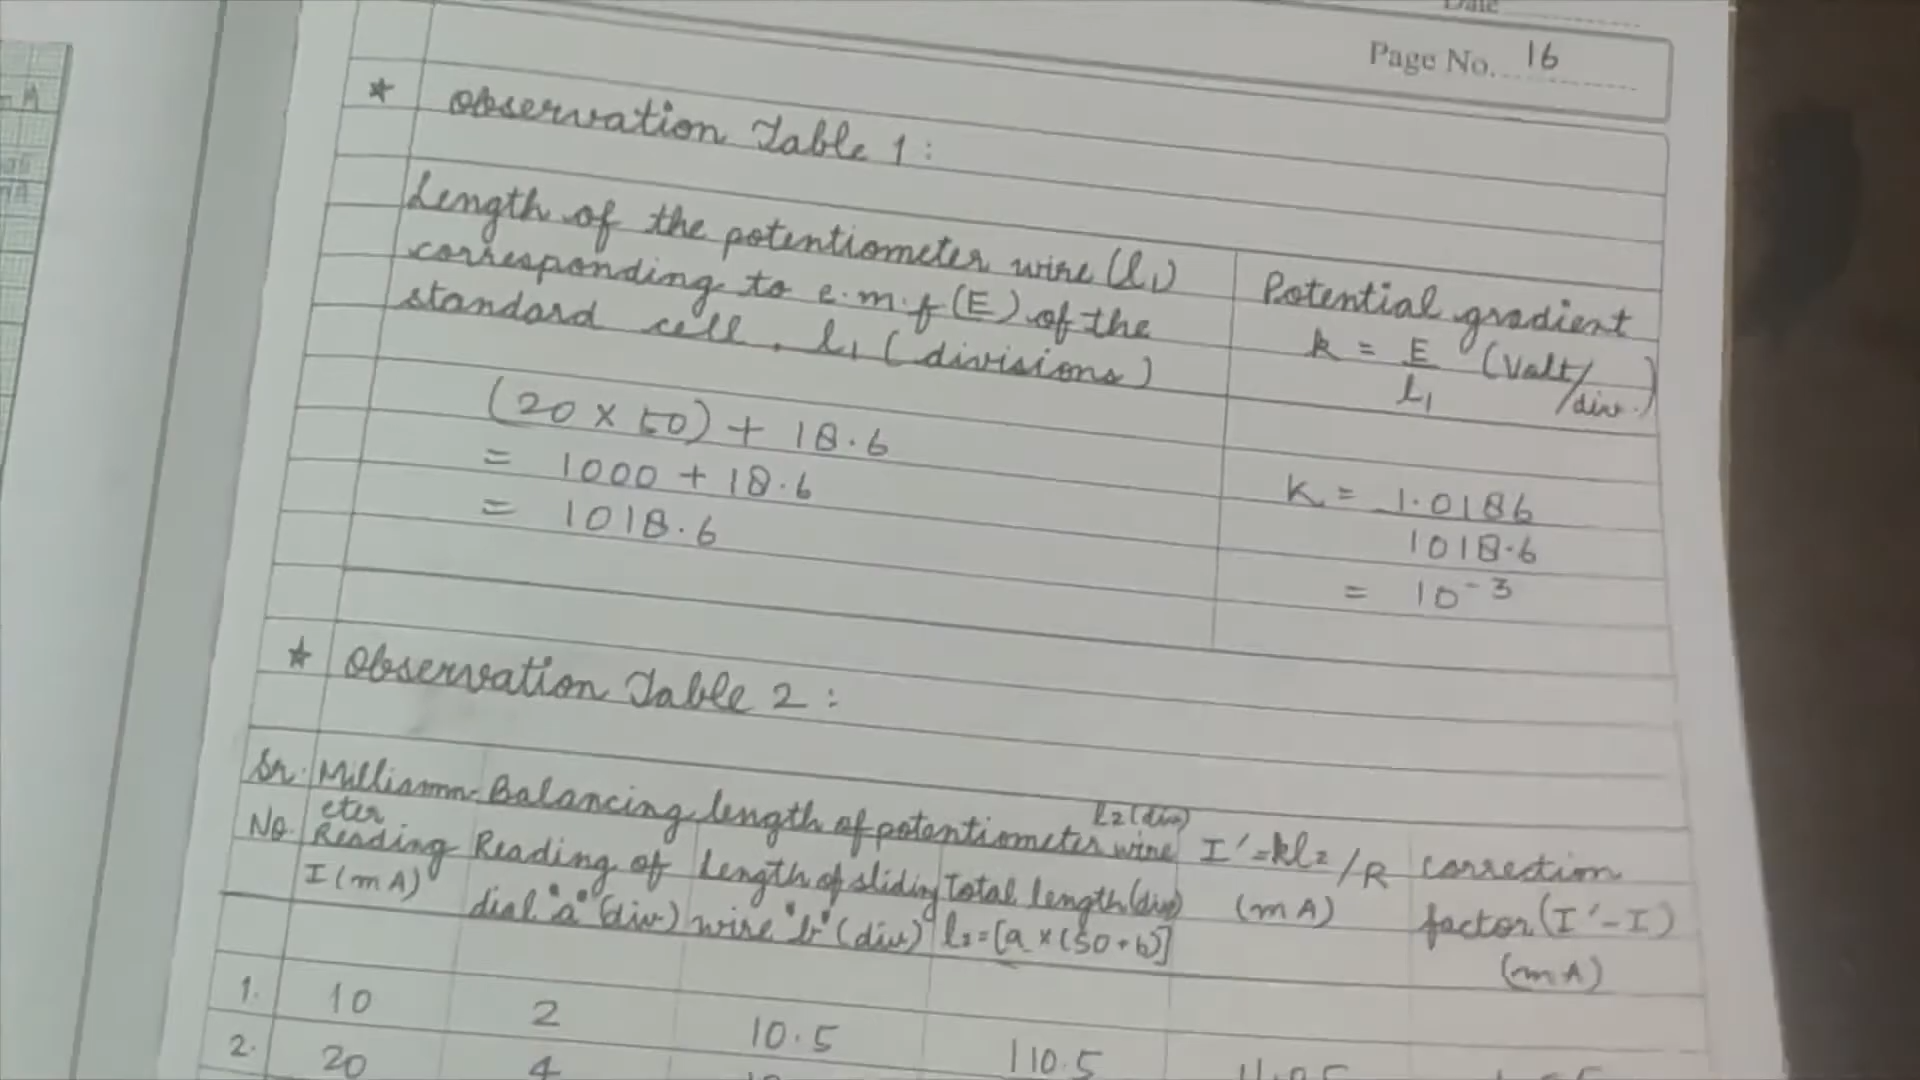 Date
Page No. 16
* Observation Table 1:
Length of the potentiometer wire (l1)
corresponding to e.m.f (E) of the
standard cell, l1 (divisions)
Potential gradient
k = E/l1 (Valt/div.)
(20 x 50) + 18.6
= 1000 + 18.6
= 1018.6
K = 1.0186
1018.6
= 10⁻³
* Observation Table 2:
Sr. No.
Milliamm-
eter
Reading
I (mA)
Balancing length of potentiometer wire l2 (div)
Reading of
dial "a" (div)
Length of sliding
wire "b" (div)
Total length (div)
l2 = [a x (50 + b)]
I' = kl2/R
(mA)
correction
factor (I' - I)
(mA)
1. 10 2 10.5 110.5
2. 20 4